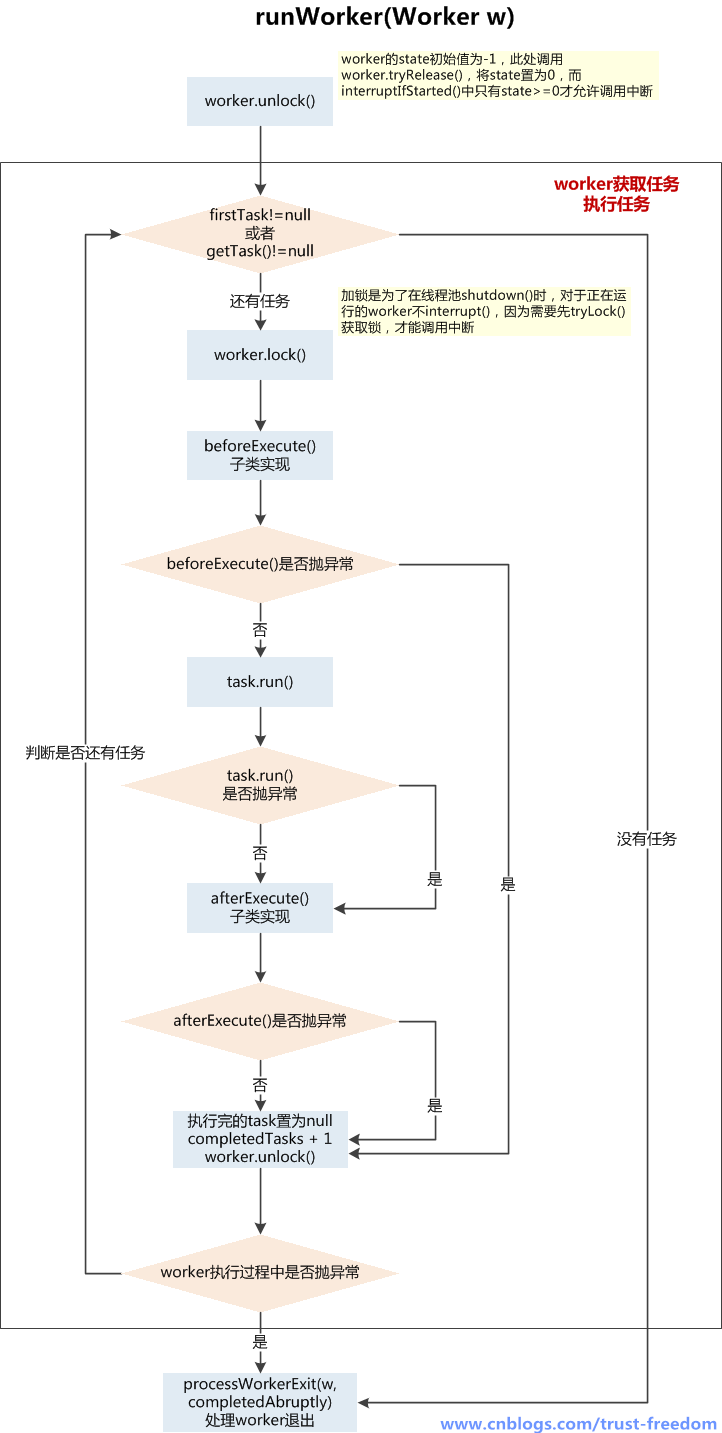 runWorker(Worker w)
worker的state初始值为-1，此处调用
worker.tryRelease()，将state置为0，而
interruptIfStarted()中只有state>=0才允许调用中断
worker.unlock()
worker获取任务
执行任务
firstTask!=null
或者
getTask()!=null
还有任务
加锁是为了在线程池shutdown()时，对于正在运
行的worker不interrupt()，因为需要先tryLock()
获取锁，才能调用中断
worker.lock()
beforeExecute()
子类实现
beforeExecute()是否抛异常
否
task.run()
判断是否还有任务
task.run()
是否抛异常
没有任务
否
是
是
afterExecute()
子类实现
afterExecute()是否抛异常
否
是
执行完的task置为null
completedTasks + 1
worker.unlock()
worker执行过程中是否抛异常
是
processWorkerExit(w,
completedAbruptly)
处理worker退出
www.cnblogs.com/trust-freedom